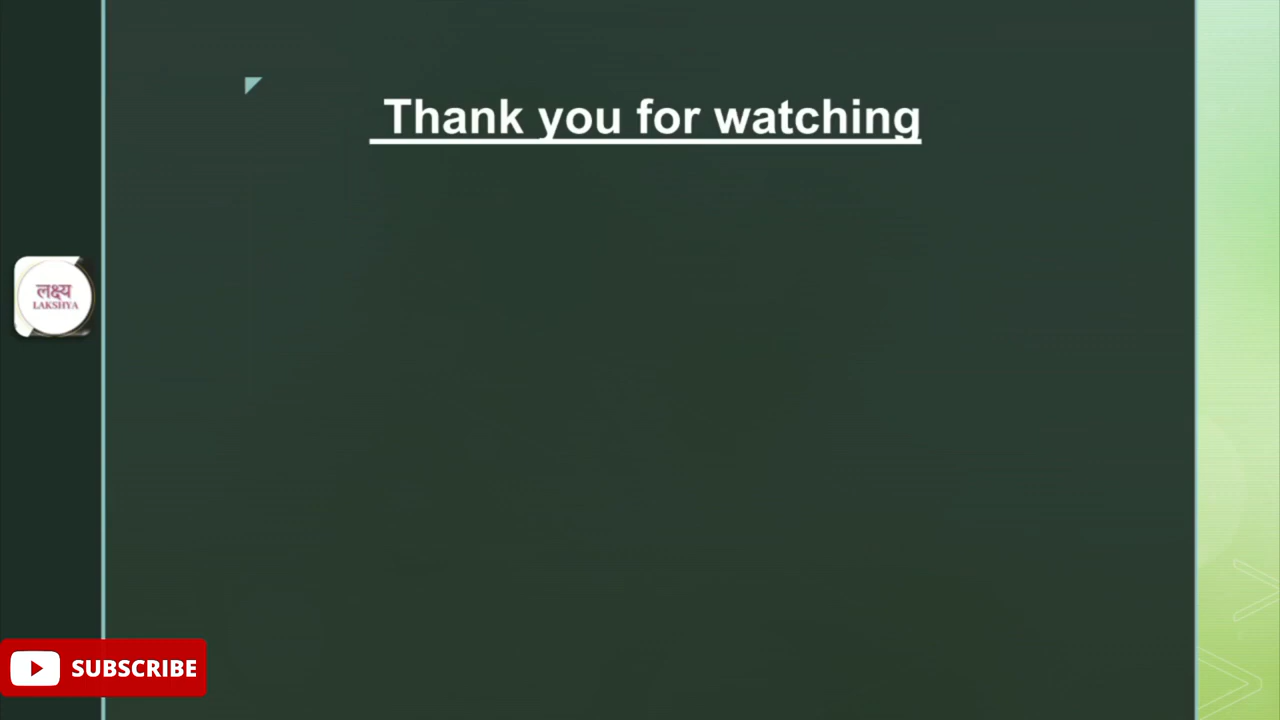 Thank you for watching
लक्ष्य
LAKSHYA
SUBSCRIBE